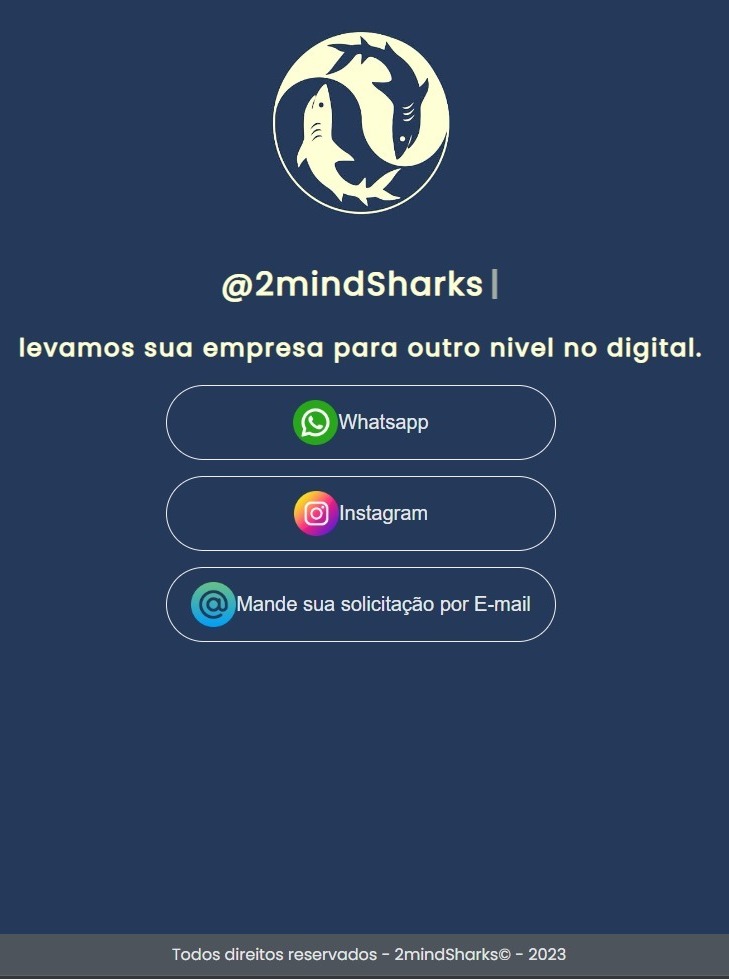 @2mindSharks
levamos sua empresa para outro nivel no digital.
Whatsapp
Instagram
Mande sua solicitação por E-mail
Todos direitos reservados - 2mindSharks© - 2023